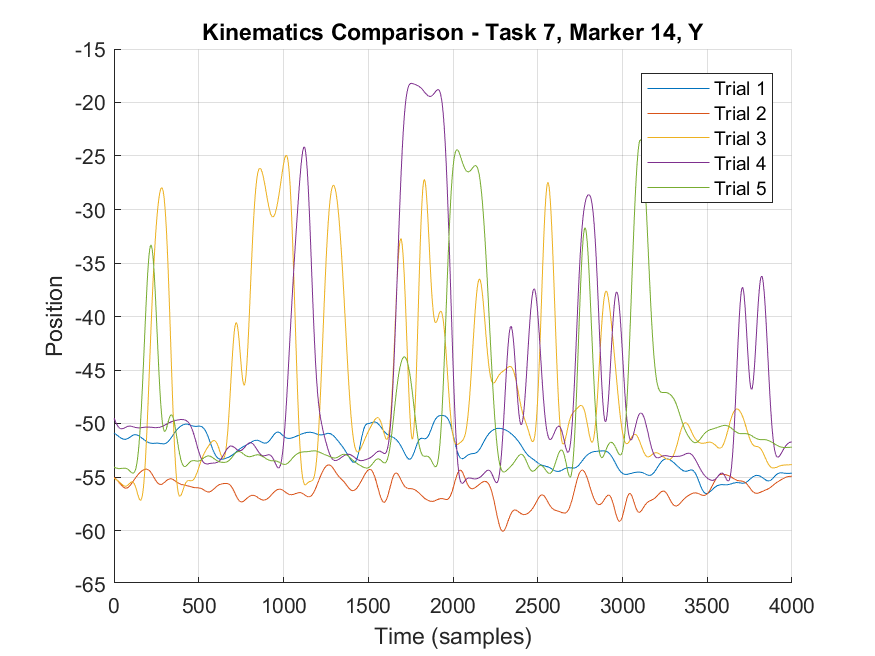 Kinematics Comparison - Task 7, Marker 14, Y
-15
-20
-25
-30
-35
-40
-45
-50
-55
-60
-65
Position
Trial 1
Trial 2
Trial 3
Trial 4
Trial 5
0 500 1000 1500 2000 2500 3000 3500 4000
Time (samples)